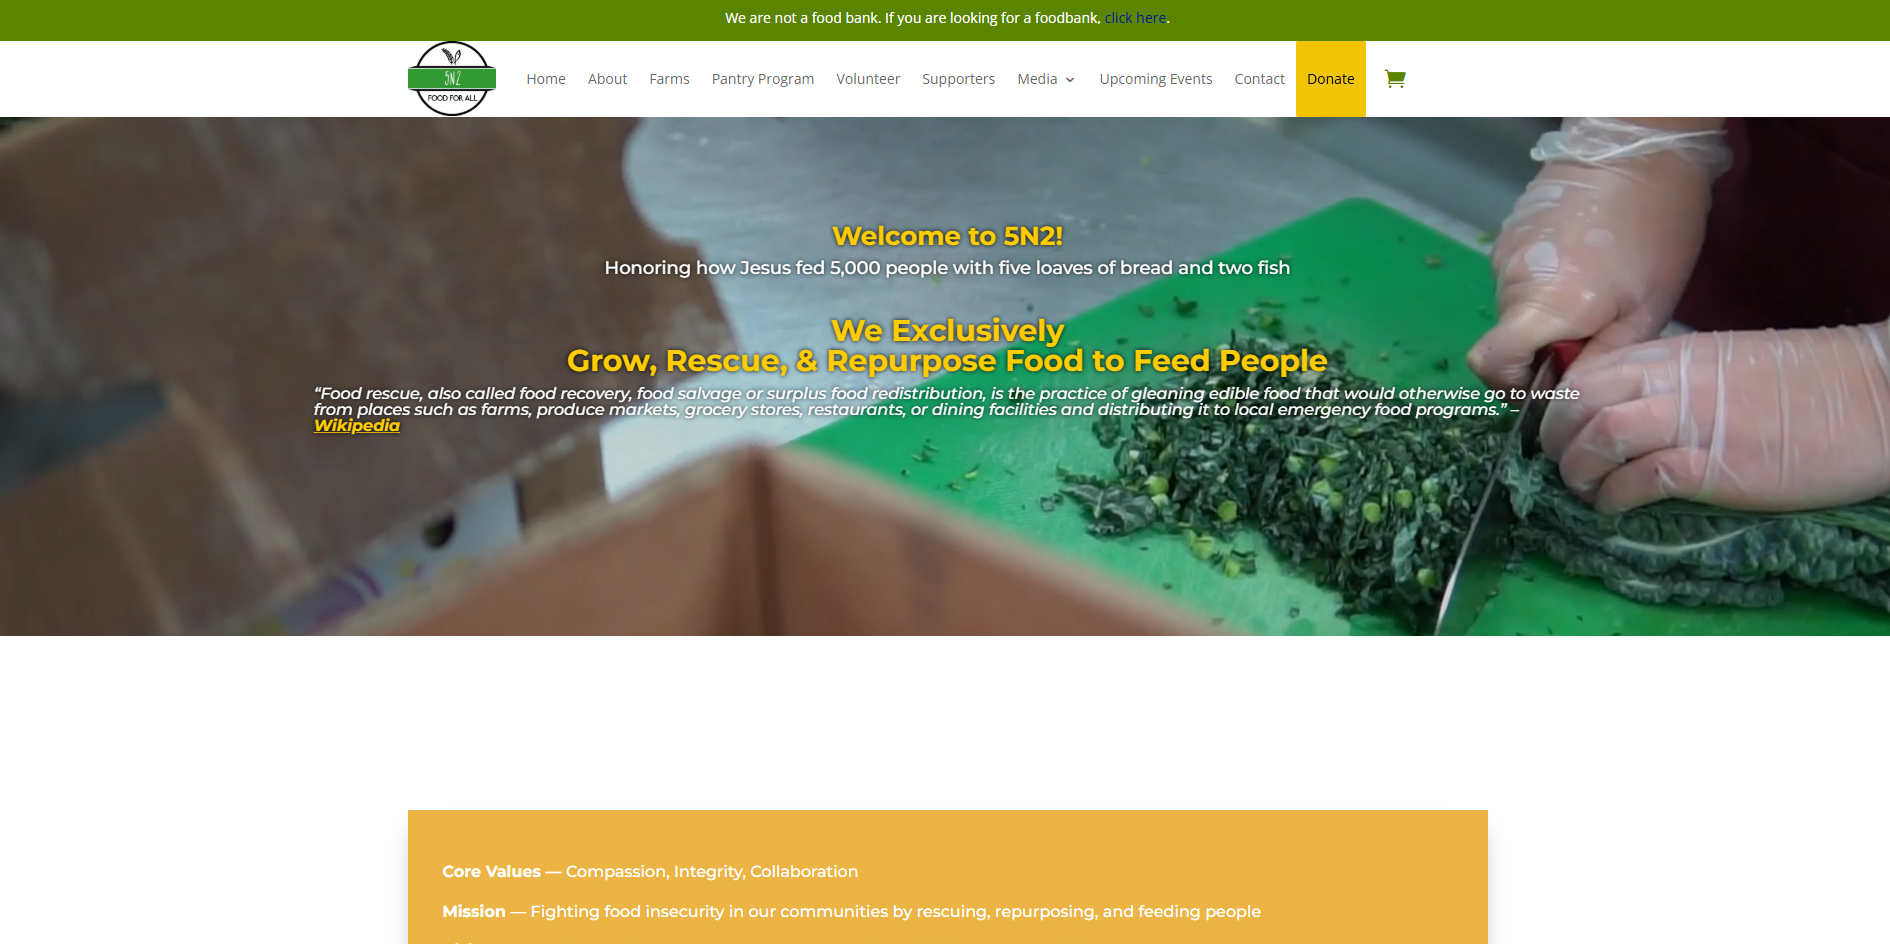 We are not a food bank. If you are looking for a foodbank, click here.
5N2
FOOD FOR ALL
Home About Farms Pantry Program Volunteer Supporters Media Upcoming Events Contact Donate
Welcome to 5N2!
Honoring how Jesus fed 5,000 people with five loaves of bread and two fish
We Exclusively
Grow, Rescue, & Repurpose Food to Feed People
“Food rescue, also called food recovery, food salvage or surplus food redistribution, is the practice of gleaning edible food that would otherwise go to waste
from places such as farms, produce markets, grocery stores, restaurants, or dining facilities and distributing it to local emergency food programs.” –
Wikipedia
Core Values — Compassion, Integrity, Collaboration
Mission — Fighting food insecurity in our communities by rescuing, repurposing, and feeding people